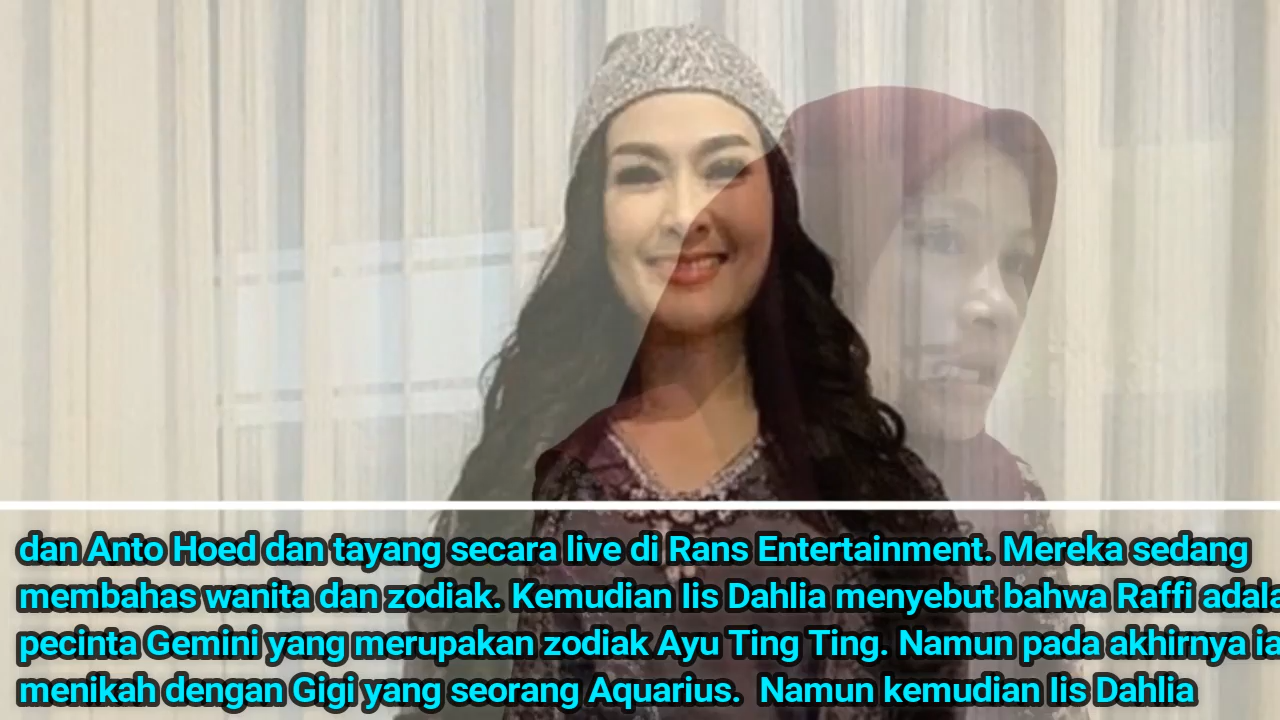 dan Anto Hoed dan tayang secara live di Rans Entertainment. Mereka sedang
membahas wanita dan zodiak. Kemudian Iis Dahlia menyebut bahwa Raffi adala
pecinta Gemini yang merupakan zodiak Ayu Ting Ting. Namun pada akhirnya ia
menikah dengan Gigi yang seorang Aquarius.  Namun kemudian Iis Dahlia